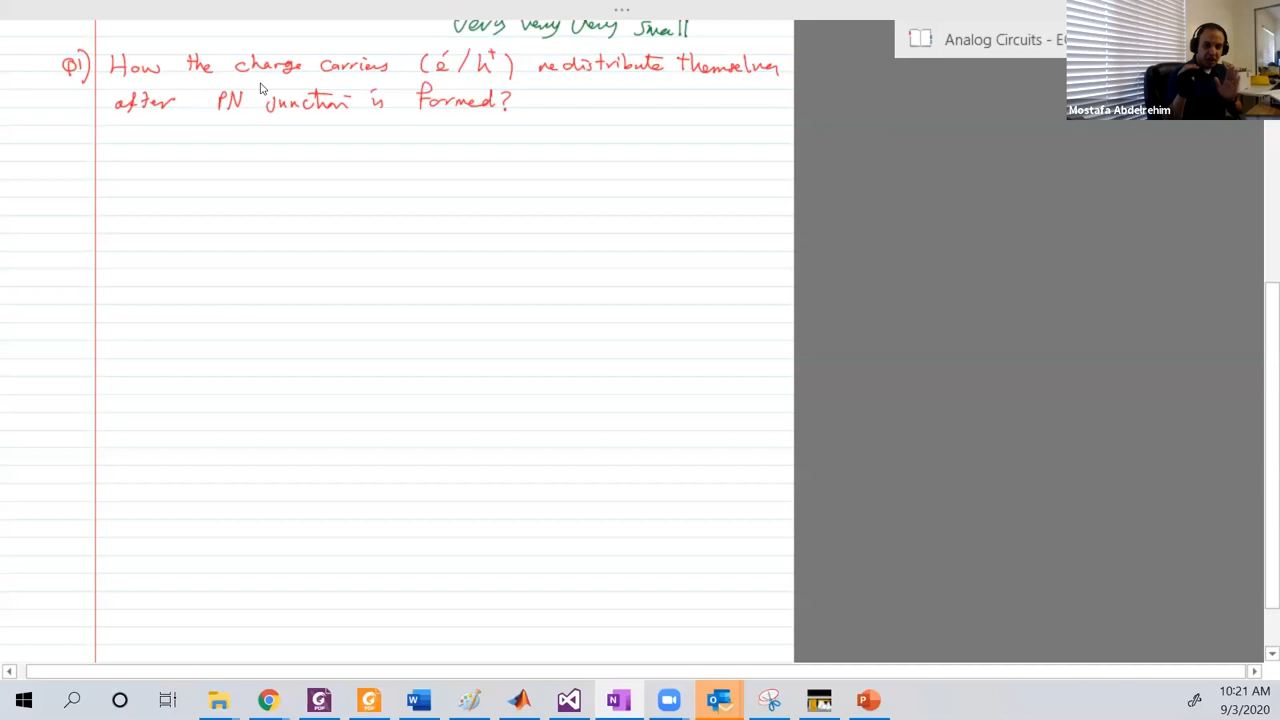 very very very small
Analog Circuits - E
Mostafa Abdelrehim
Q1) How the charge carriers (e⁻/h⁺) redistribute themselves
after PN junction is formed?
10:21 AM
9/3/2020